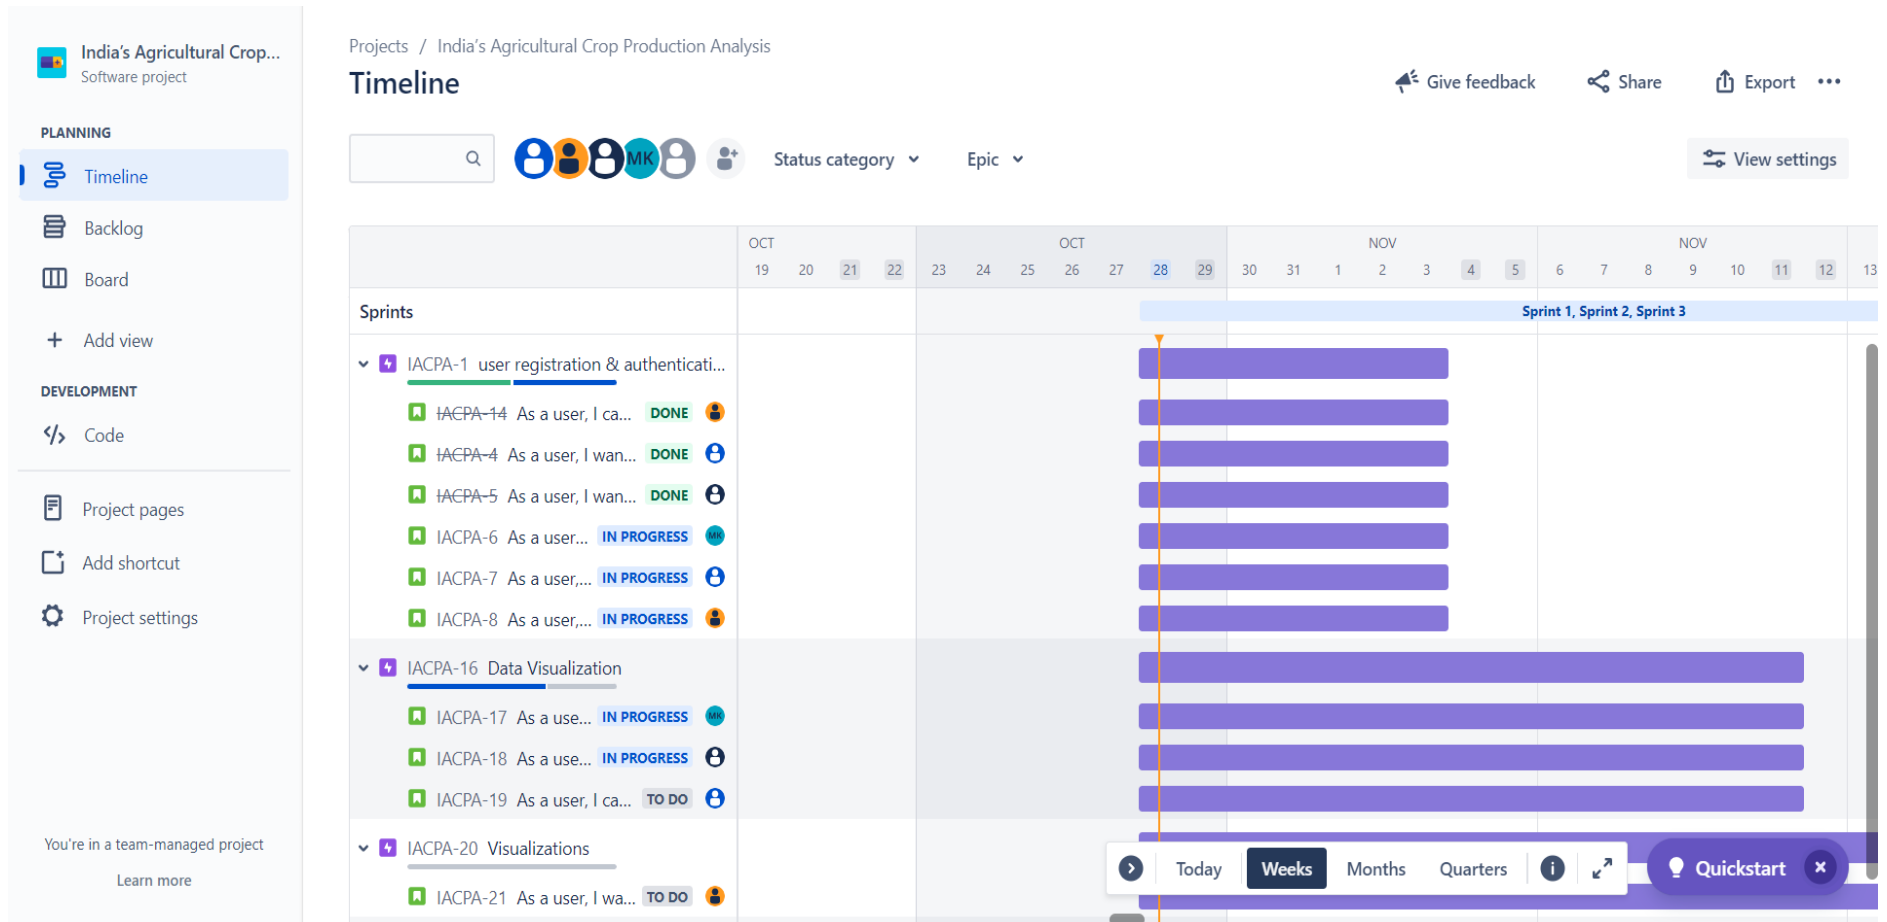 India's Agricultural Crop...
Software project
PLANNING
Timeline
Backlog
Board
Add view
DEVELOPMENT
Code
Project pages
Add shortcut
Project settings
You're in a team-managed project
Learn more
Projects / India's Agricultural Crop Production Analysis
Timeline
Give feedback
Share
Export
MK
Status category
Epic
View settings
OCT OCT NOV NOV
19 20 21 22 23 24 25 26 27 28 29 30 31 1 2 3 4 5 6 7 8 9 10 11 12 13
Sprints
Sprint 1, Sprint 2, Sprint 3
IACPA-1 user registration & authenticati...
IACPA-14 As a user, I ca... DONE
IACPA-4 As a user, I wan... DONE
IACPA-5 As a user, I wan... DONE
IACPA-6 As a user... IN PROGRESS MK
IACPA-7 As a user,... IN PROGRESS
IACPA-8 As a user,... IN PROGRESS
IACPA-16 Data Visualization
IACPA-17 As a use... IN PROGRESS MK
IACPA-18 As a use... IN PROGRESS
IACPA-19 As a user, I ca... TO DO
IACPA-20 Visualizations
IACPA-21 As a user, I wa... TO DO
Today
Weeks
Months
Quarters
Quickstart